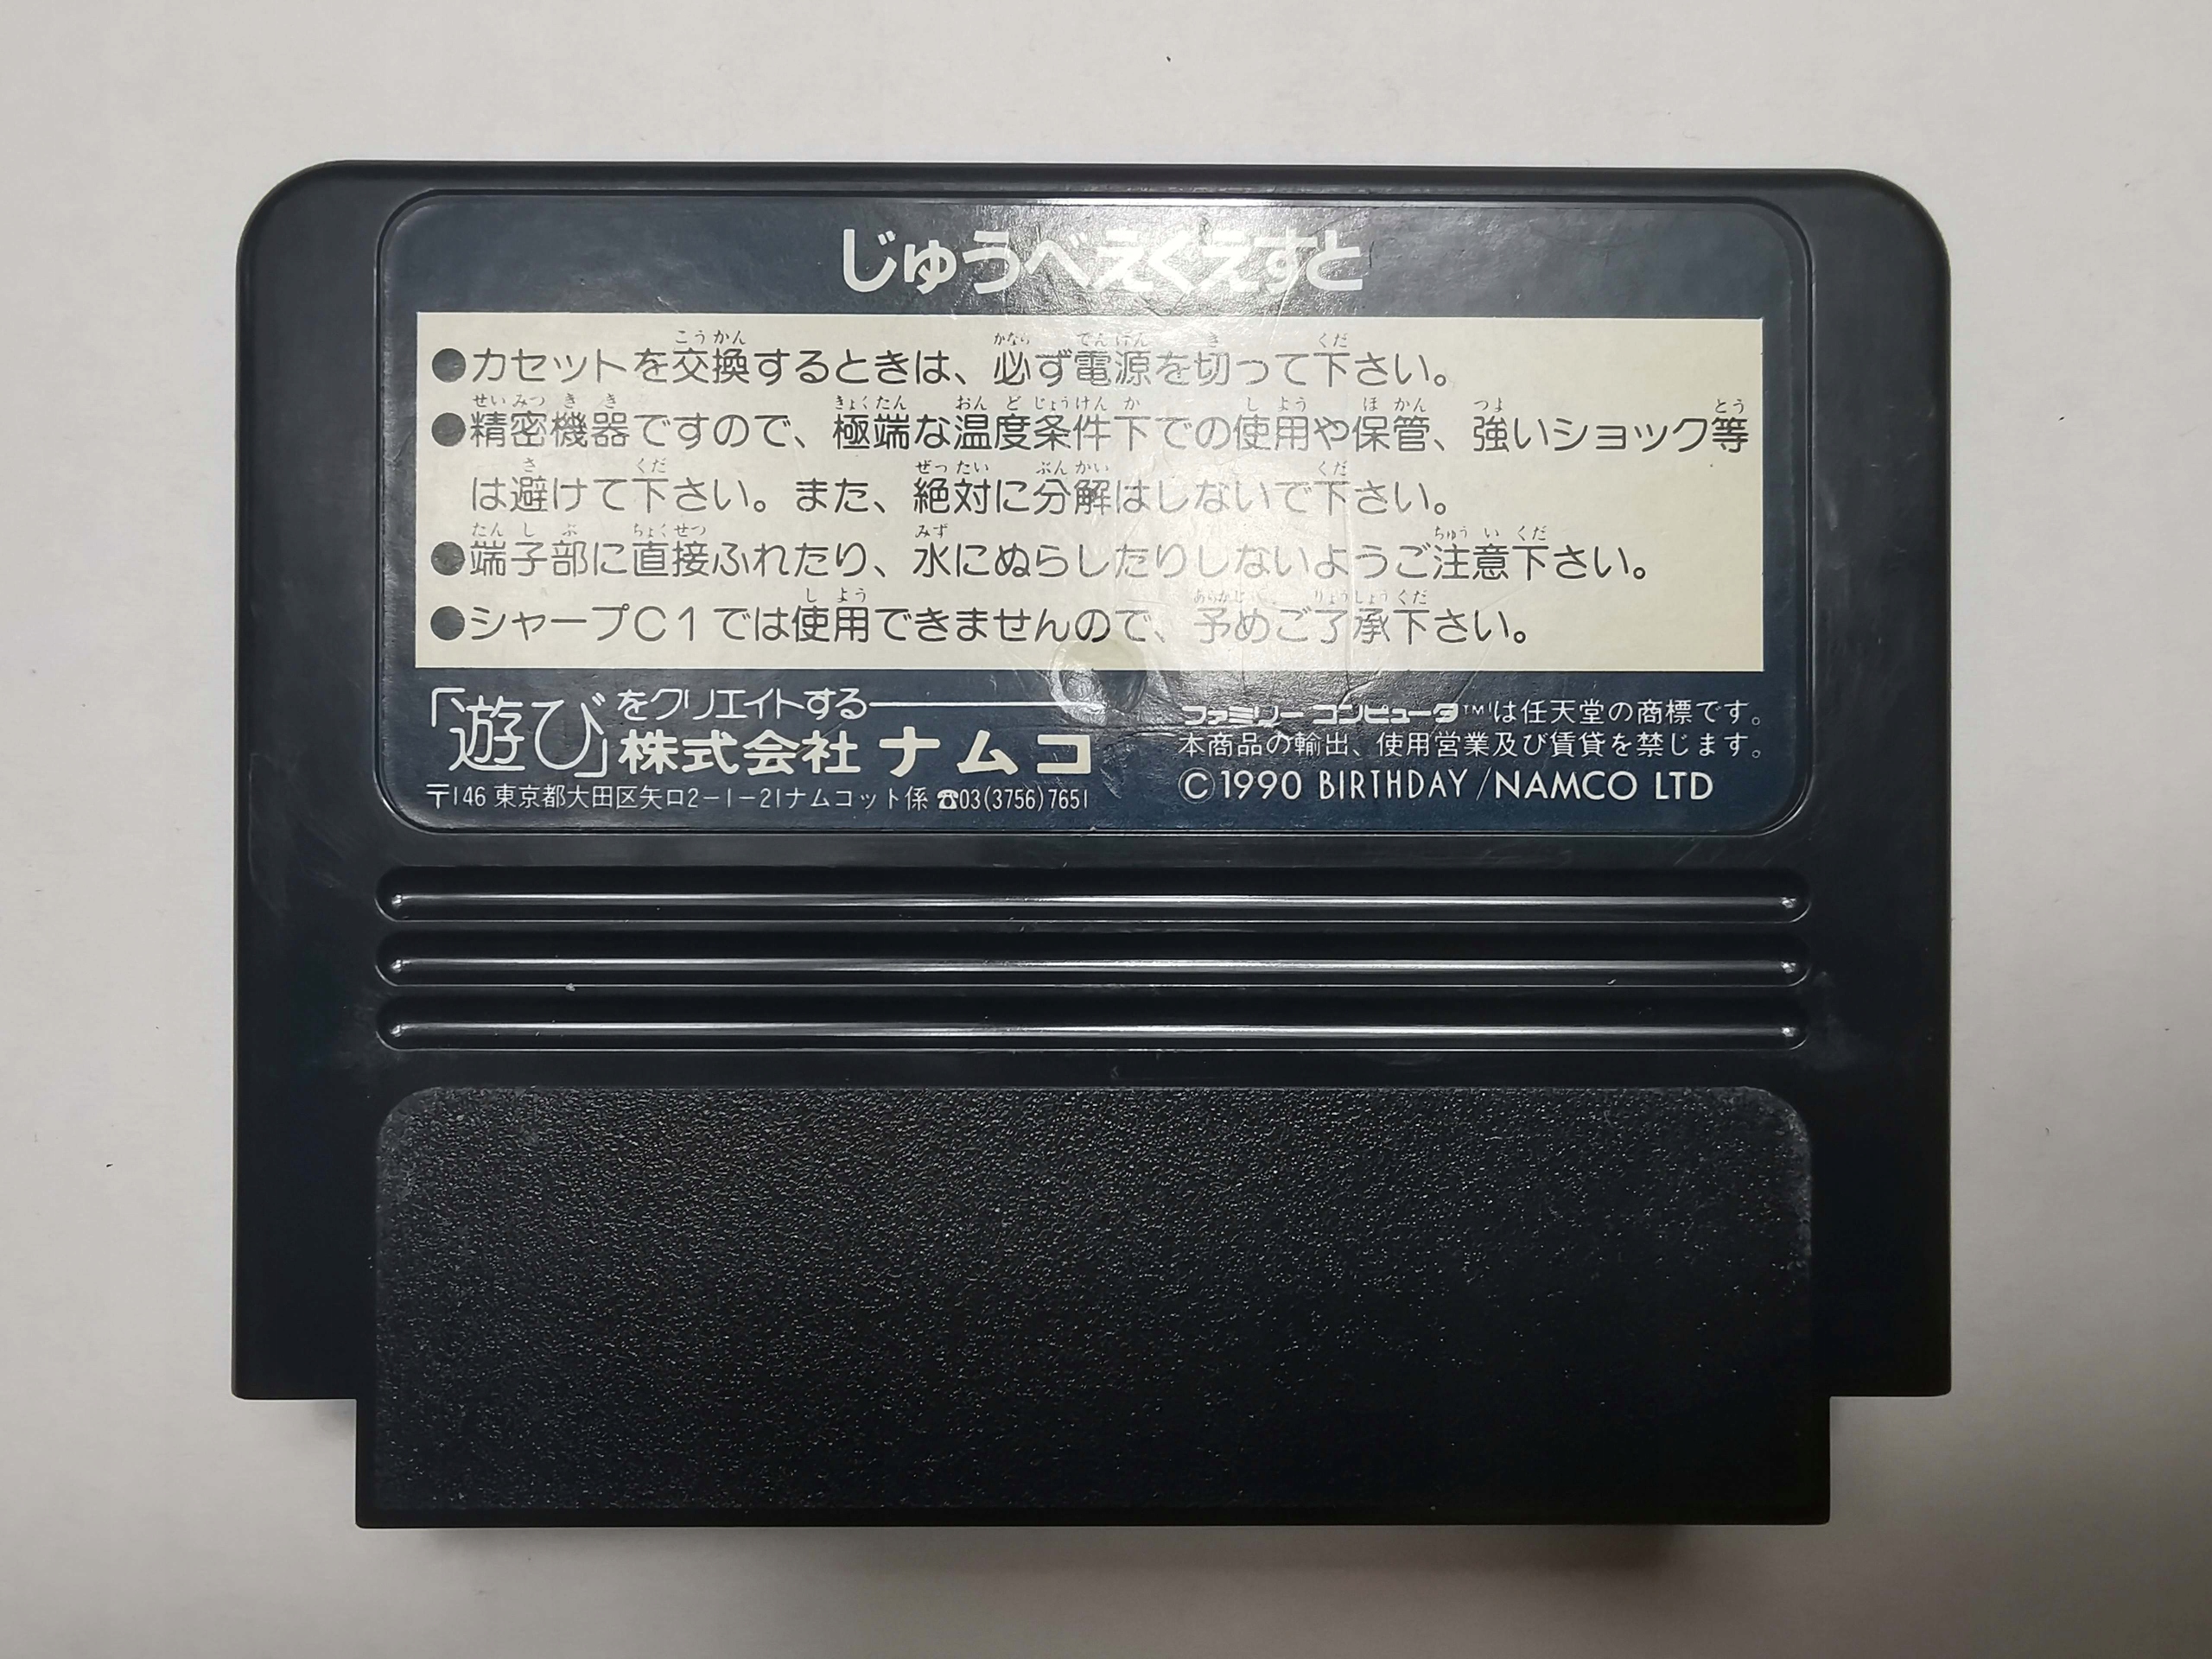 じゅうべえくえすと
●カセットを交換するときは、必ず電源を切って下さい。
●精密機器ですので、極端な温度条件下での使用や保管、強いショック等
は避けて下さい。また、絶対に分解はしないで下さい。
●端子部に直接ふれたり、水にぬらしたりしないようご注意下さい。
●シャープC1では使用できませんので、予めご了承下さい。
「遊び」をクリエイトする
株式会社ナムコ
〒146 東京都大田区矢口2-1-21ナムコット係 ☎03(3756)7651
ファミリーコンピュータ™は任天堂の商標です。
本商品の輸出、使用営業及び賃貸を禁じます。
©1990 BIRTHDAY/NAMCO LTD